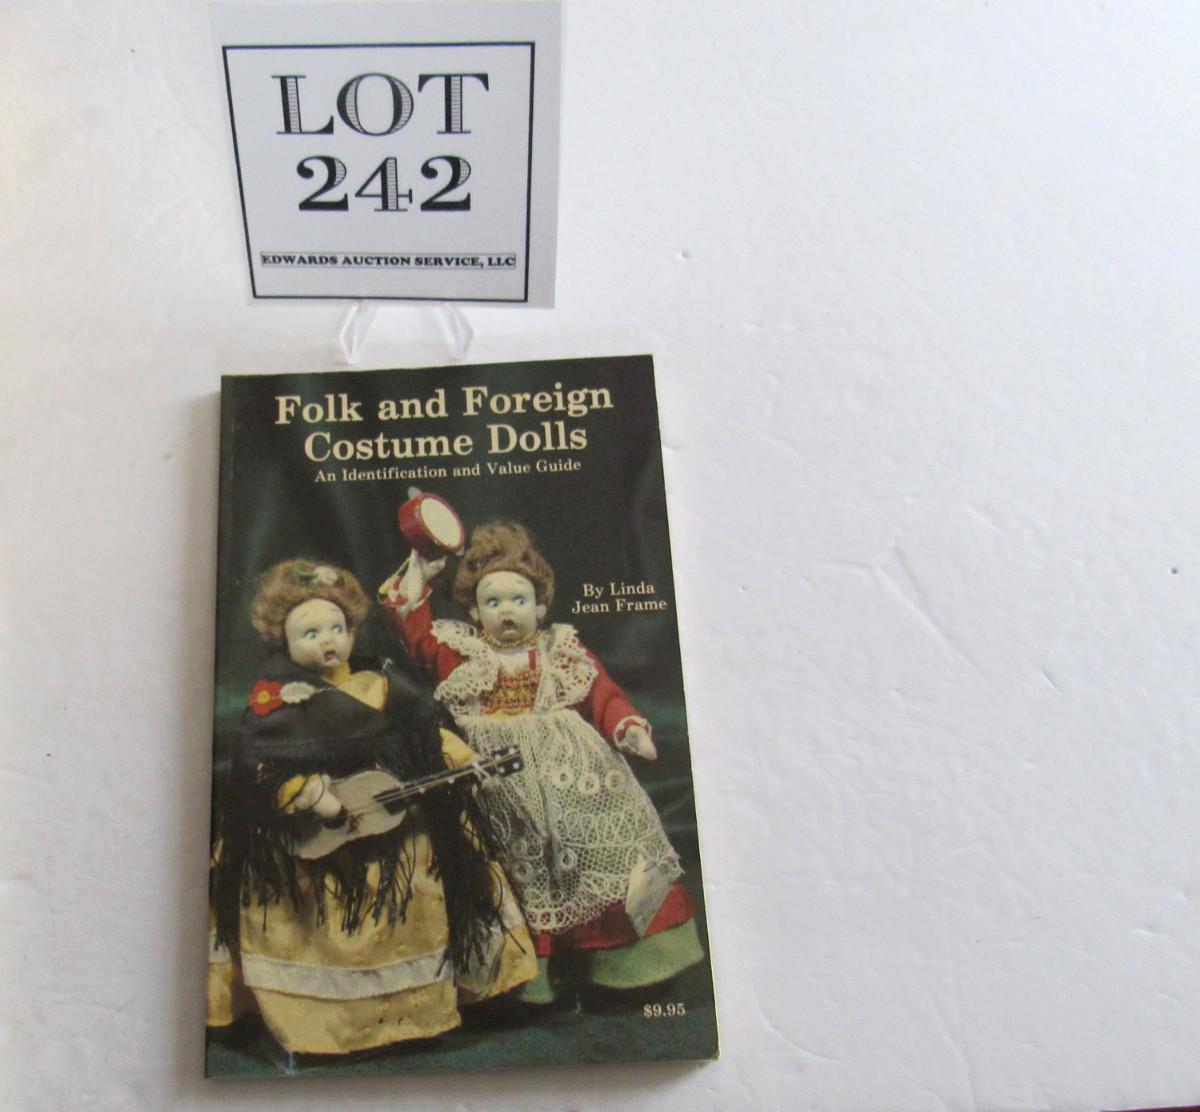 LOT
242
EDWARDS AUCTION SERVICE, LLC
Folk and Foreign
Costume Dolls
An Identification and Value Guide
By Linda
Jean Frame
$9.95